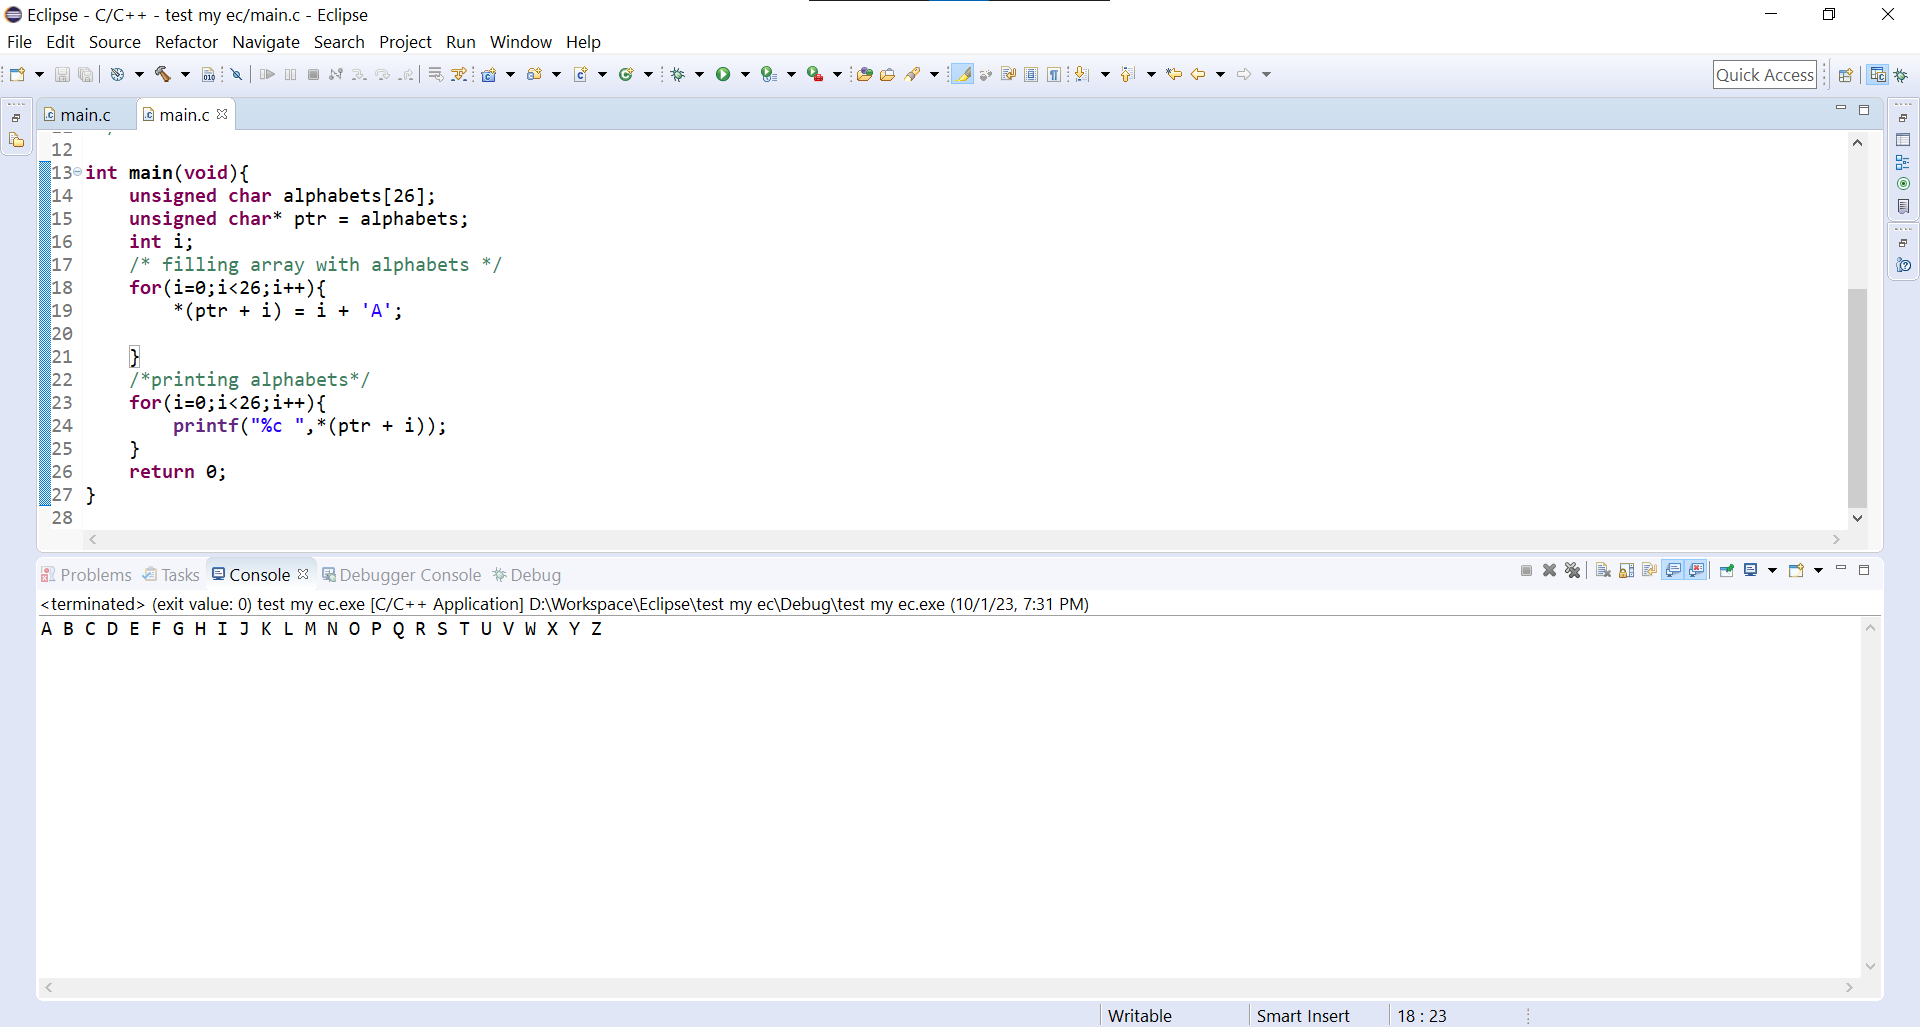 Eclipse - C/C++ - test my ec/main.c - Eclipse
File Edit Source Refactor Navigate Search Project Run Window Help
Quick Access
main.c main.c
12
13 int main(void){
14 unsigned char alphabets[26];
15 unsigned char* ptr = alphabets;
16 int i;
17 /* filling array with alphabets */
18 for(i=0;i<26;i++){
19 *(ptr + i) = i + 'A';
20
21 }
22 /*printing alphabets*/
23 for(i=0;i<26;i++){
24 printf("%c ",*(ptr + i));
25 }
26 return 0;
27 }
28
Problems Tasks Console Debugger Console Debug
<terminated> (exit value: 0) test my ec.exe [C/C++ Application] D:\Workspace\Eclipse\test my ec\Debug\test my ec.exe (10/1/23, 7:31 PM)
A B C D E F G H I J K L M N O P Q R S T U V W X Y Z
Writable Smart Insert 18 : 23